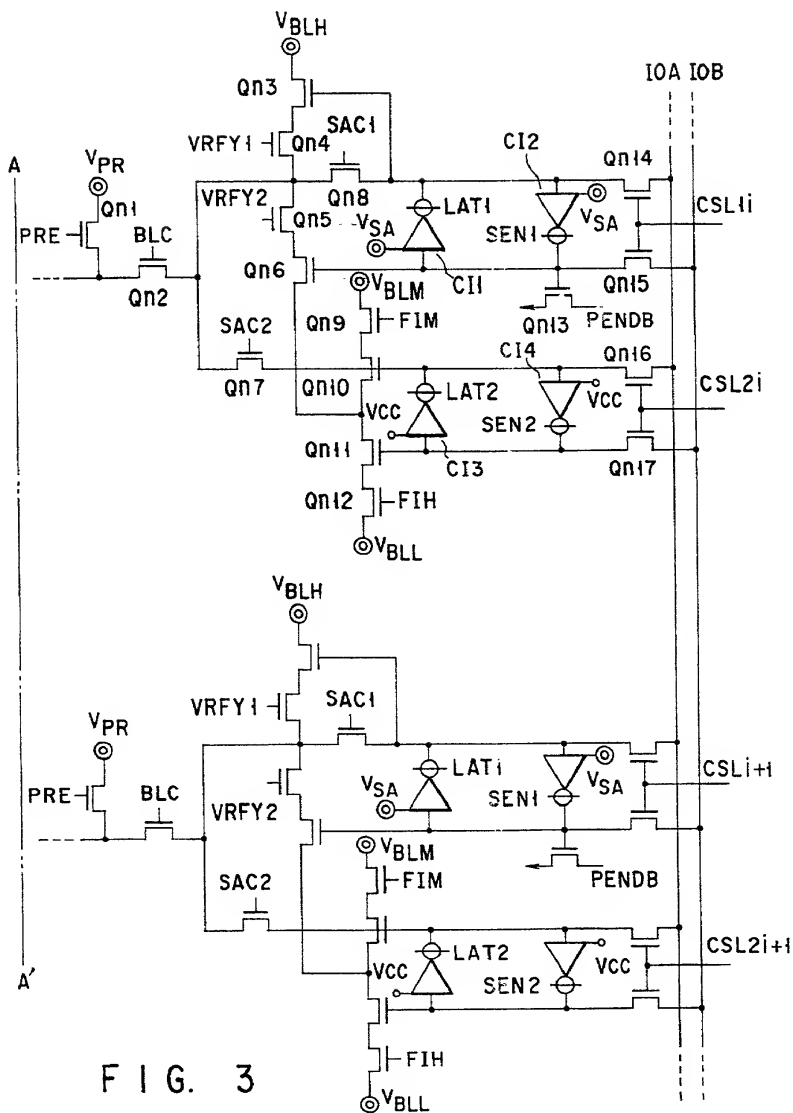 VBLH
IOA IOB
Qn3
SAC1
CI2
Qn14
A
VPR
VRFY1
Qn4
Qn1
VRFY2
Qn8
LAT1
VSA
CSL1i
PRE
BLC
Qn5
VSA
SEN1
Qn6
Qn2
VBLM
CI1
Qn15
Qn9
FIM
Qn13
PENDB
SAC2
CI4
Qn16
Qn7
Qn10
LAT2
CSL2i
VCC
SEN2
VCC
Qn11
CI3
Qn17
Qn12
FIH
VBLL
VBLH
VRFY1
SAC1
VPR
LATi
VSA
CSLi+1
PRE
BLC
VSA
SEN1
VRFY2
VBLM
FIM
PENDB
SAC2
LAT2
CSL2i+1
VCC
SEN2
VCC
A'
FIH
VBLL
FIG. 3